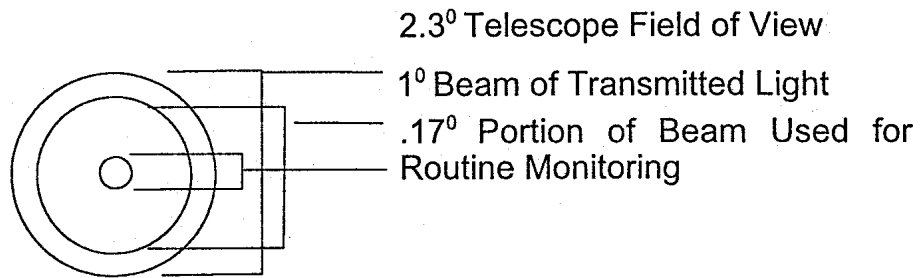 2.3⁰ Telescope Field of View
1⁰ Beam of Transmitted Light
.17⁰ Portion of Beam Used for
Routine Monitoring